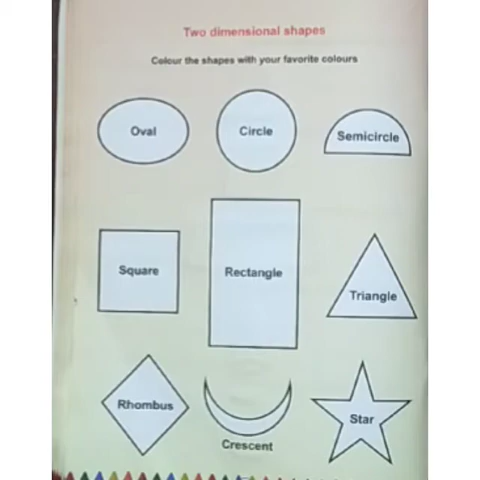 Two dimensional shapes
Colour the shapes with your favorite colours
Oval
Circle
Semicircle
Square
Rectangle
Triangle
Rhombus
Crescent
Star